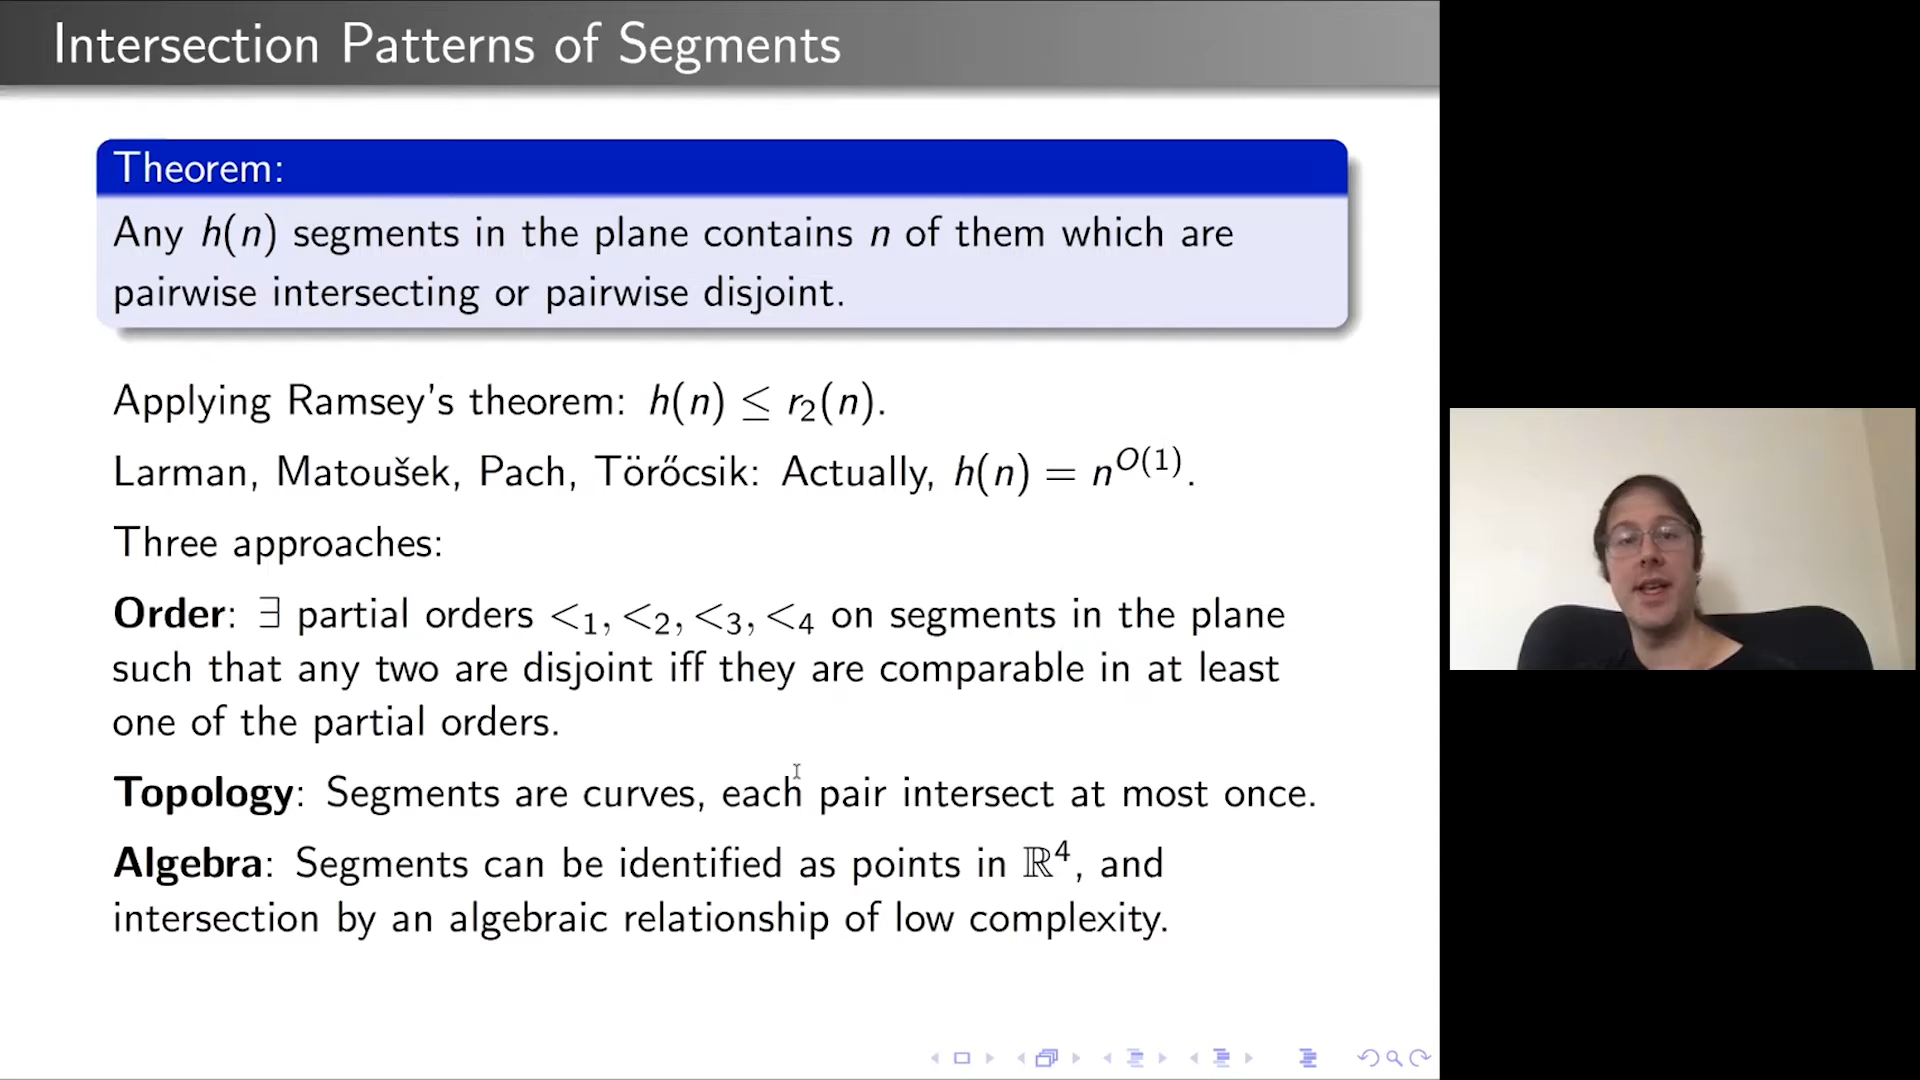 Intersection Patterns of Segments
Theorem:
Any h(n) segments in the plane contains n of them which are
pairwise intersecting or pairwise disjoint.
Applying Ramsey's theorem: h(n) ≤ r₂(n).
Larman, Matoušek, Pach, Törőcsik: Actually, h(n) = n^{O(1)}.
Three approaches:
Order: ∃ partial orders <₁, <₂, <₃, <₄ on segments in the plane
such that any two are disjoint iff they are comparable in at least
one of the partial orders.
Topology: Segments are curves, each pair intersect at most once.
Algebra: Segments can be identified as points in ℝ⁴, and
intersection by an algebraic relationship of low complexity.